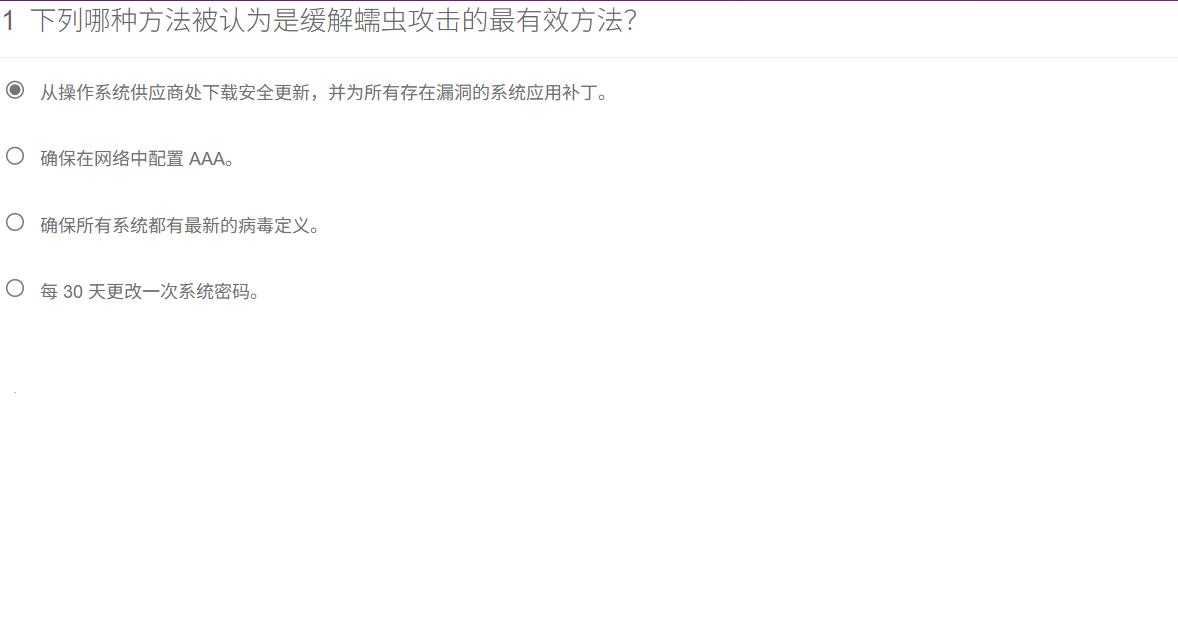 1 下列哪种方法被认为是缓解蠕虫攻击的最有效方法？
从操作系统供应商处下载安全更新，并为所有存在漏洞的系统应用补丁。
确保在网络中配置 AAA。
确保所有系统都有最新的病毒定义。
每 30 天更改一次系统密码。